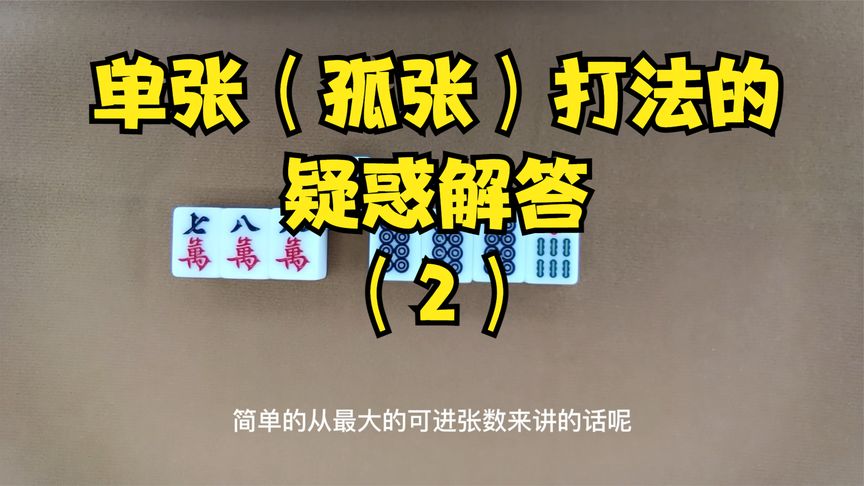 单张（孤张）打法的
疑惑解答
（2）
七 八
萬 萬 萬
简单的从最大的可进张数来讲的话呢